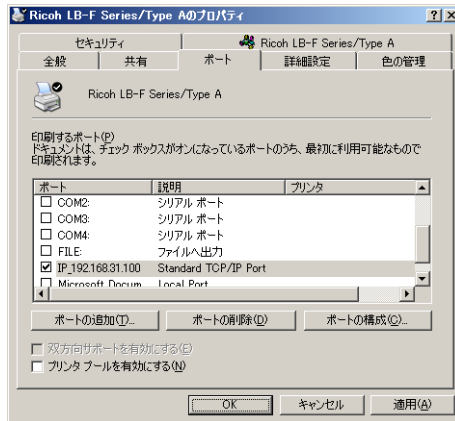 Ricoh LB-F Series/Type Aのプロパティ
セキュリティ
Ricoh LB-F Series/Type A
全般
共有
ポート
詳細設定
色の管理
Ricoh LB-F Series/Type A
印刷するポート(P)
ドキュメントは、チェック ボックスがオンになっているポートのうち、最初に利用可能なもので
印刷されます。
ポート 説明 プリンタ
COM2: シリアル ポート
COM3: シリアル ポート
COM4: シリアル ポート
FILE: ファイルへ出力
IP_192.168.31.100 Standard TCP/IP Port
Microsoft Docum... Local Port
ポートの追加(T)...
ポートの削除(D)
ポートの構成(C)...
双方向サポートを有効にする(E)
プリンタ プールを有効にする(N)
OK
キャンセル
適用(A)